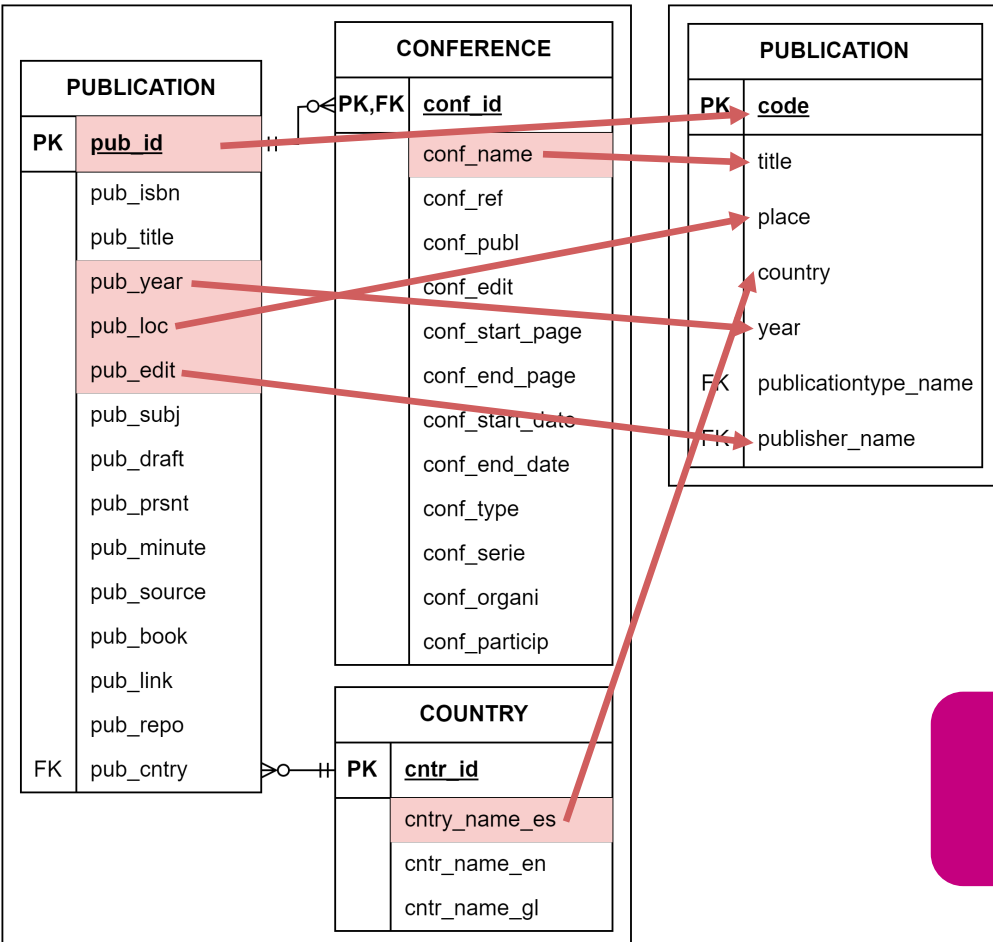 PUBLICATION
PK pub_id
pub_isbn
pub_title
pub_year
pub_loc
pub_edit
pub_subj
pub_draft
pub_prsnt
pub_minute
pub_source
pub_book
pub_link
pub_repo
FK pub_cntry
CONFERENCE
PK,FK conf_id
conf_name
conf_ref
conf_publ
conf_edit
conf_start_page
conf_end_page
conf_start_date
conf_end_date
conf_type
conf_serie
conf_organi
conf_particip
COUNTRY
PK cntr_id
cntry_name_es
cntr_name_en
cntr_name_gl
PUBLICATION
PK code
title
place
country
year
FK publicationtype_name
FK publisher_name